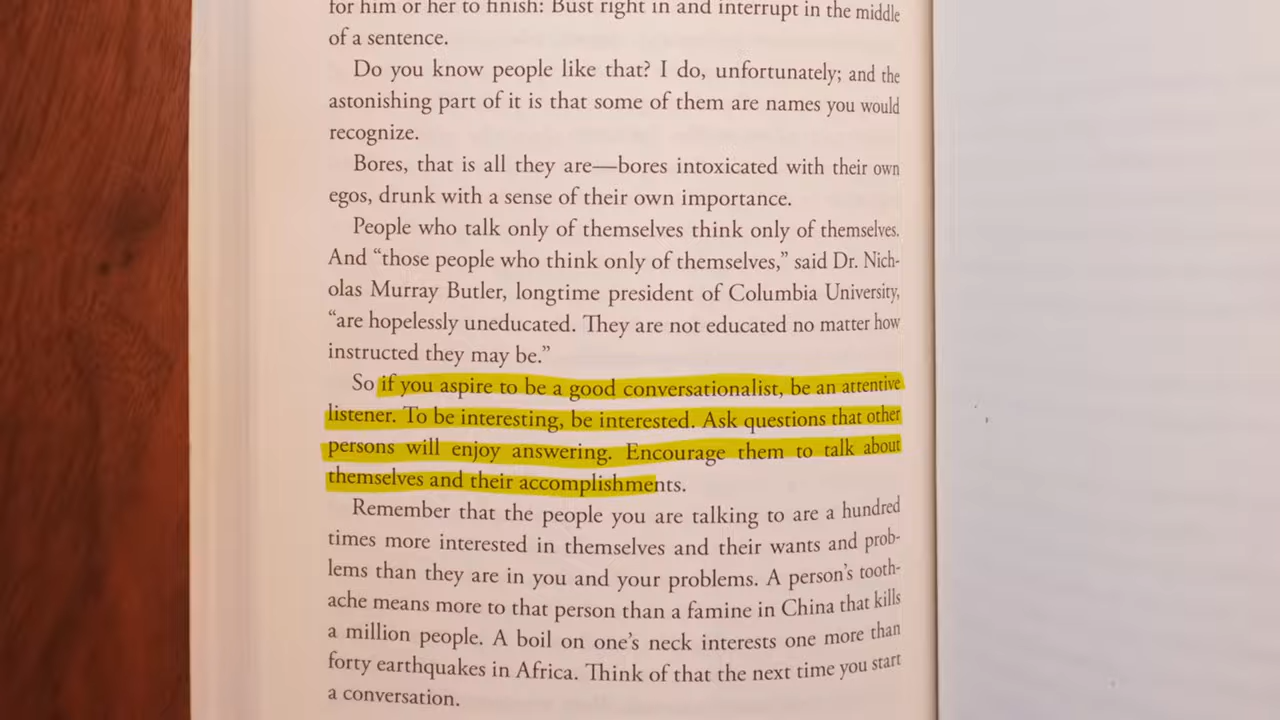 for him or her to finish: Bust right in and interrupt in the middle
of a sentence.
Do you know people like that? I do, unfortunately; and the
astonishing part of it is that some of them are names you would
recognize.
Bores, that is all they are—bores intoxicated with their own
egos, drunk with a sense of their own importance.
People who talk only of themselves think only of themselves.
And “those people who think only of themselves,” said Dr. Nich-
olas Murray Butler, longtime president of Columbia University,
“are hopelessly uneducated. They are not educated no matter how
instructed they may be.”
So if you aspire to be a good conversationalist, be an attentive
listener. To be interesting, be interested. Ask questions that other
persons will enjoy answering. Encourage them to talk about
themselves and their accomplishments.
Remember that the people you are talking to are a hundred
times more interested in themselves and their wants and prob-
lems than they are in you and your problems. A person’s tooth-
ache means more to that person than a famine in China that kills
a million people. A boil on one’s neck interests one more than
forty earthquakes in Africa. Think of that the next time you start
a conversation.